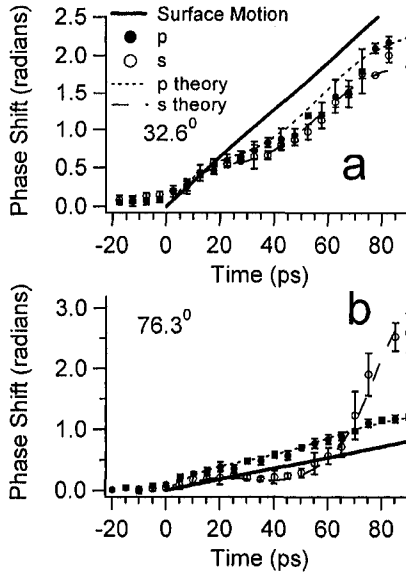 Surface Motion
p
s
p theory
s theory
32.6⁰
a
Phase Shift (radians)
2.5
2.0
1.5
1.0
0.5
0.0
-20 0 20 40 60 80
Time (ps)
76.3⁰
b
Phase Shift (radians)
3.0
2.0
1.0
0.0
-20 0 20 40 60 80
Time (ps)